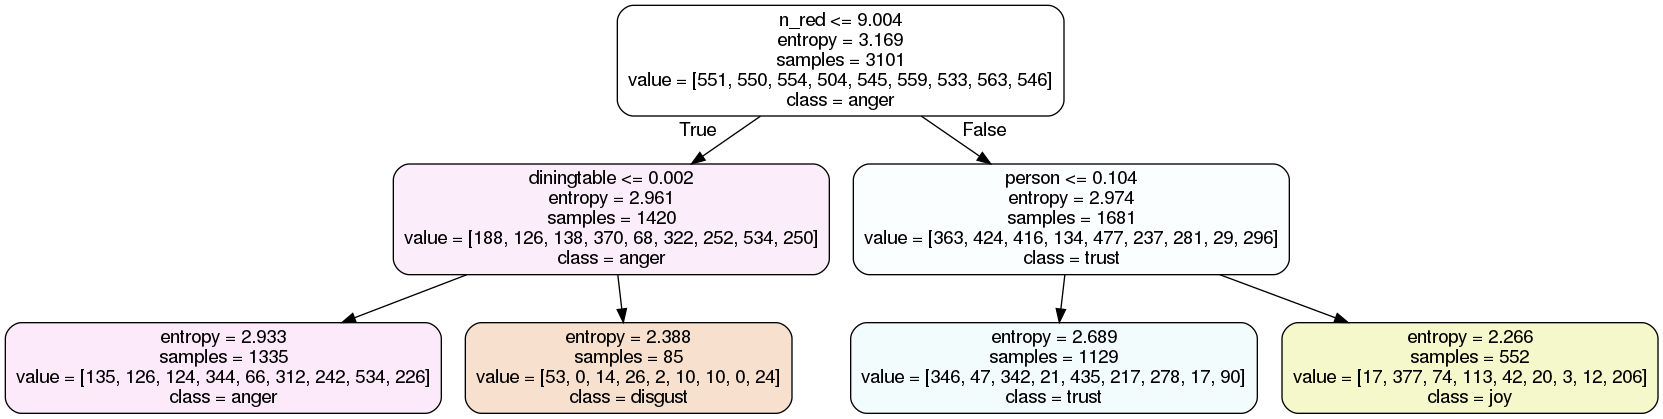 n_red <= 9.004
entropy = 3.169
samples = 3101
value = [551, 550, 554, 504, 545, 559, 533, 563, 546]
class = anger
True
False
diningtable <= 0.002
entropy = 2.961
samples = 1420
value = [188, 126, 138, 370, 68, 322, 252, 534, 250]
class = anger
person <= 0.104
entropy = 2.974
samples = 1681
value = [363, 424, 416, 134, 477, 237, 281, 29, 296]
class = trust
entropy = 2.933
samples = 1335
value = [135, 126, 124, 344, 66, 312, 242, 534, 226]
class = anger
entropy = 2.388
samples = 85
value = [53, 0, 14, 26, 2, 10, 10, 0, 24]
class = disgust
entropy = 2.689
samples = 1129
value = [346, 47, 342, 21, 435, 217, 278, 17, 90]
class = trust
entropy = 2.266
samples = 552
value = [17, 377, 74, 113, 42, 20, 3, 12, 206]
class = joy